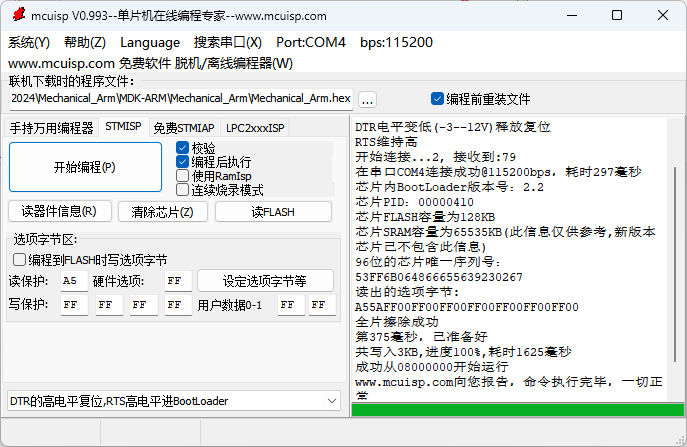 mcuisp V0.993--单片机在线编程专家--www.mcuisp.com
系统(Y) 帮助(Z) Language 搜索串口(X) Port:COM4 bps:115200
www.mcuisp.com 免费软件 脱机/离线编程器(W)
联机下载时的程序文件:
2024\Mechanical_Arm\MDK-ARM\Mechanical_Arm\Mechanical_Arm.hex ... 编程前重装文件
手持万用编程器 STMISP 免费STMIAP LPC2xxxISP
开始编程(P)
校验
编程后执行
使用RamIsp
连续烧录模式
读器件信息(R) 清除芯片(Z) 读FLASH
选项字节区:
编程到FLASH时写选项字节
读保护: A5 硬件选项: FF 设定选项字节等
写保护: FF FF FF FF 用户数据0-1 FF FF
DTR的高电平复位,RTS高电平进BootLoader
DTR电平变低(-3--12V)释放复位
RTS维持高
开始连接...2, 接收到:79
在串口COM4连接成功@115200bps, 耗时297毫秒
芯片内BootLoader版本号: 2.2
芯片PID: 00000410
芯片FLASH容量为128KB
芯片SRAM容量为65535KB(此信息仅供参考,新版本
芯片已不包含此信息)
96位的芯片唯一序列号:
53FF6B064866655639230267
读出的选项字节:
A55AFF00FF00FF00FF00FF00FF00FF00
全片擦除成功
第375毫秒, 已准备好
共写入3KB,进度100%,耗时1625毫秒
成功从08000000开始运行
www.mcuisp.com向您报告, 命令执行完毕, 一切正
常